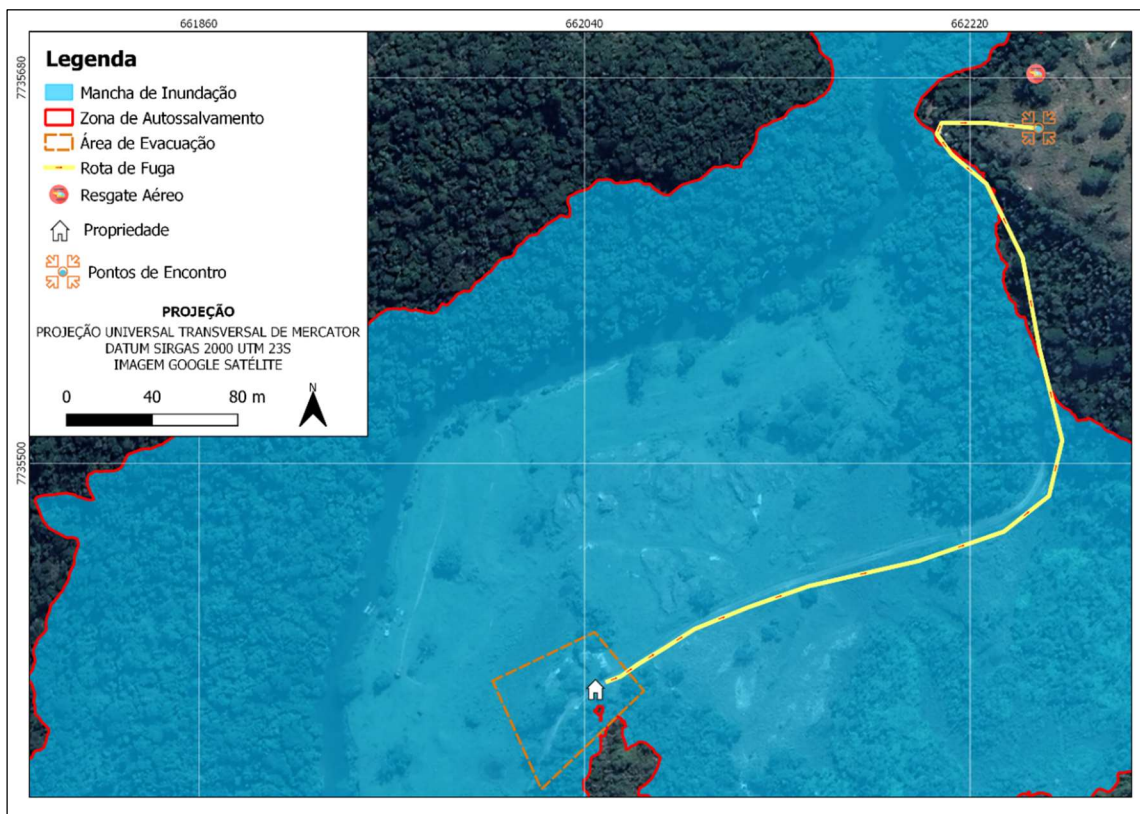 661860
662040
662220
7735680
7735500
Legenda
Mancha de Inundação
Zona de Autossalvamento
Área de Evacuação
Rota de Fuga
Resgate Aéreo
Propriedade
Pontos de Encontro
PROJEÇÃO
PROJEÇÃO UNIVERSAL TRANSVERSAL DE MERCATOR
DATUM SIRGAS 2000 UTM 23S
IMAGEM GOOGLE SATÉLITE
0 40 80 m
N